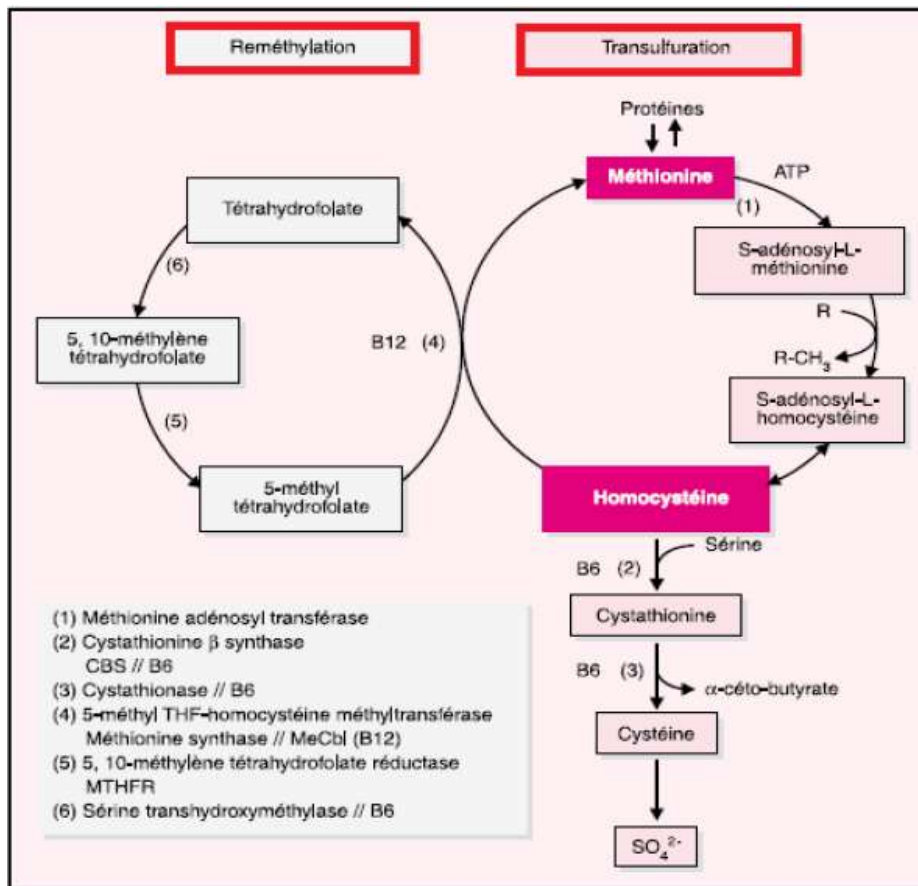 Reméthylation
Transulfuration
Protéines
Méthionine
ATP
(1)
Tétrahydrofolate
S-adénosyl-L-
méthionine
(6)
R
5, 10-méthylène
tétrahydrofolate
B12 (4)
R-CH₃
S-adénosyl-L-
homocystéine
(5)
5-méthyl
tétrahydrofolate
Homocystéine
Sérine
B6 (2)
Cystathionine
B6 (3)
α-céto-butyrate
Cystéine
SO₄²⁻
(1) Méthionine adénosyl transférase
(2) Cystathionine β synthase
CBS // B6
(3) Cystathionase // B6
(4) 5-méthyl THF-homocystéine méthyltransférase
Méthionine synthase // MeCbl (B12)
(5) 5, 10-méthylène tétrahydrofolate réductase
MTHFR
(6) Sérine transhydroxyméthylase // B6